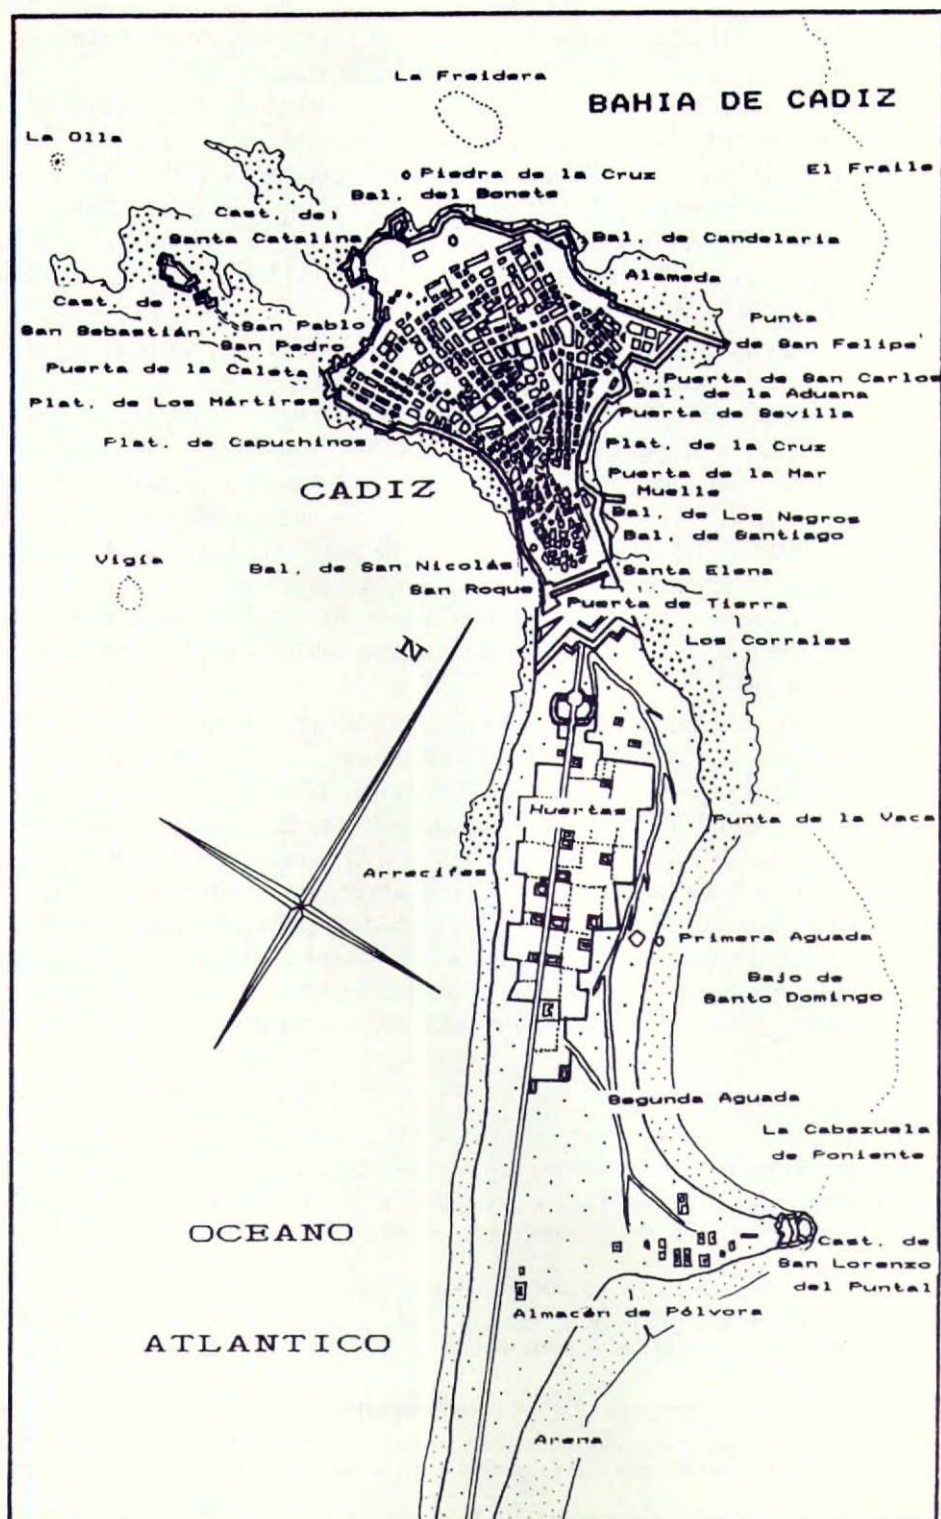 La Freidera
BAHIA DE CADIZ
La Olla
El Fraile
Piedra de la Cruz
Bal. del Bonete
Cast. de
Santa Catalina
Bal. de Candelaria
Alameda
Cast. de
San Sebastián
San Pablo
San Pedro
Punta
de San Felipe
Puerta de la Caleta
Puerta de San Carlos
Bal. de la Aduana
Plat. de Los Mártires
Puerta de Sevilla
Plat. de Capuchinos
Plat. de la Cruz
CADIZ
Puerta de la Mar
Muelle
Bal. de Los Negros
Bal. de Santiago
Vigía
Bal. de San Nicolás
Santa Elena
San Roque
Puerta de Tierra
Los Corrales
N
Huertas
Punta de la Vaca
Arrecifes
Primera Aguada
Bajo de
Santo Domingo
Segunda Aguada
La Cabezuela
de Poniente
OCEANO
Cast. de
San Lorenzo
del Puntal
Almacén de Pólvora
ATLANTICO
Arena